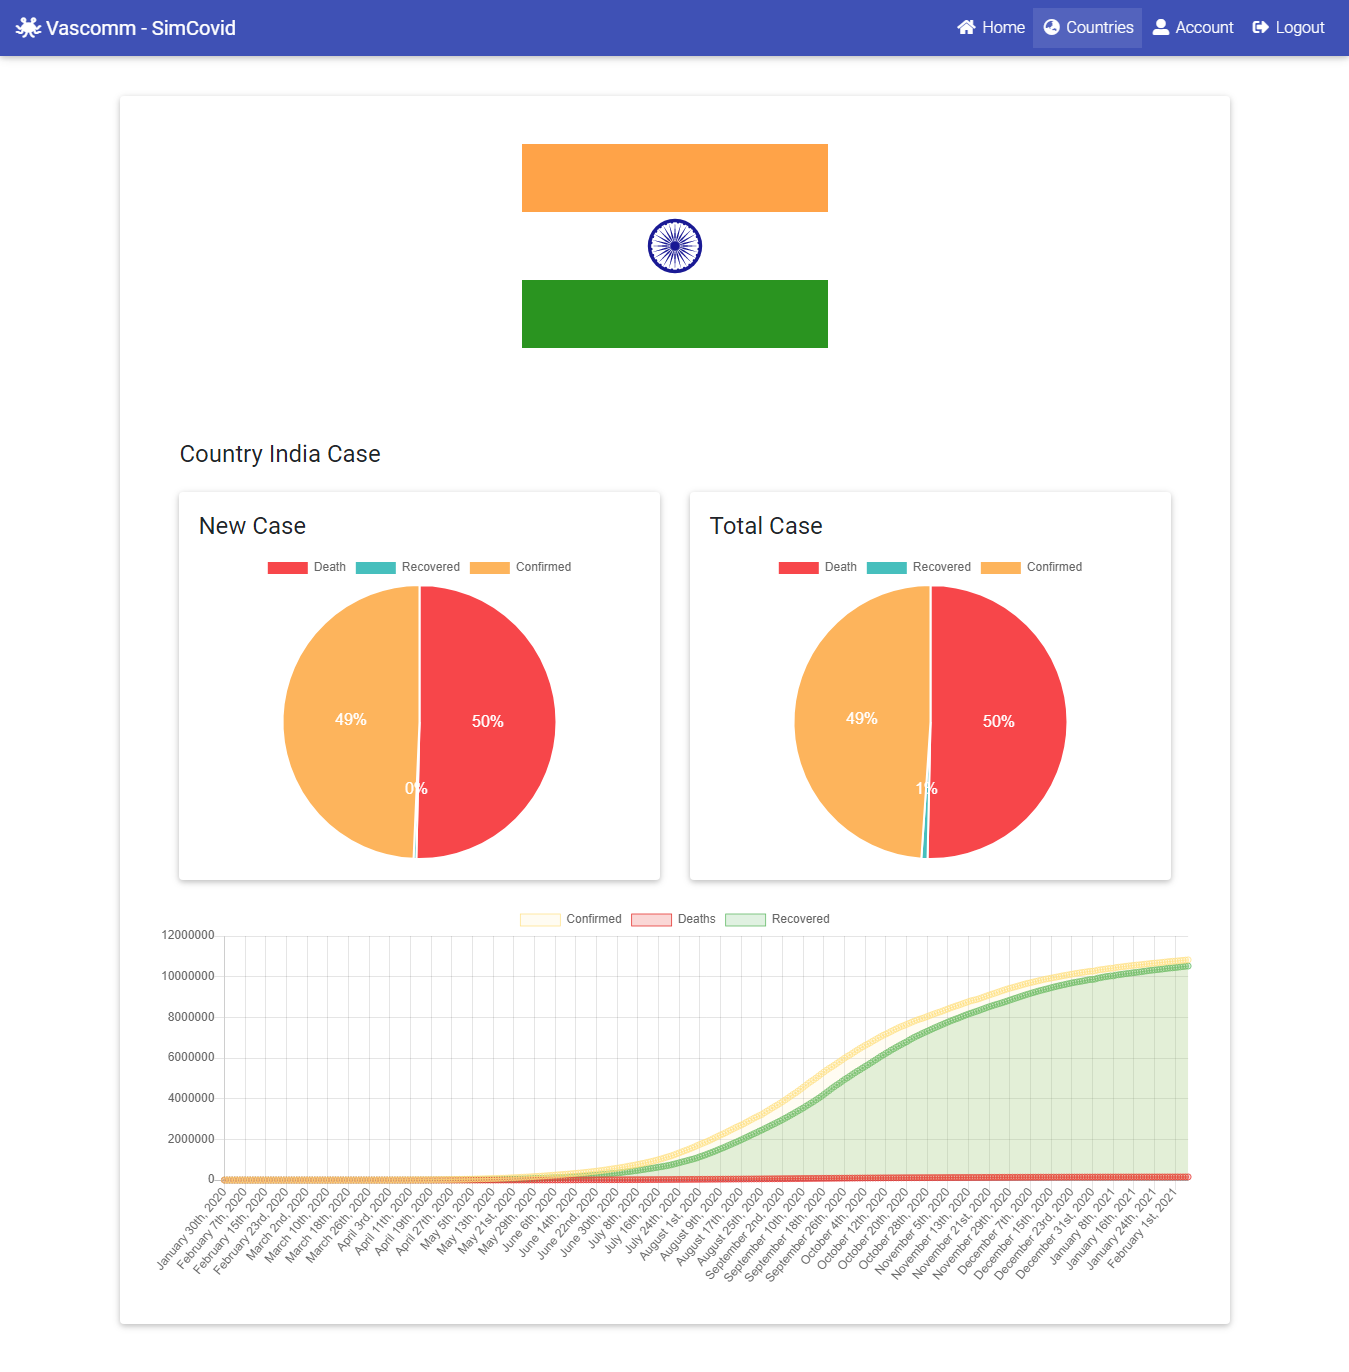 Vascomm - SimCovid
Home
Countries
Account
Logout
Country India Case
New Case
Death
Recovered
Confirmed
49%
50%
0%
Total Case
Death
Recovered
Confirmed
49%
50%
1%
Confirmed
Deaths
Recovered
12000000
10000000
8000000
6000000
4000000
2000000
0
January 30th, 2020
February 7th, 2020
February 15th, 2020
February 23rd, 2020
March 2nd, 2020
March 10th, 2020
March 18th, 2020
March 26th, 2020
April 3rd, 2020
April 11th, 2020
April 19th, 2020
April 27th, 2020
May 5th, 2020
May 13th, 2020
May 21st, 2020
May 29th, 2020
June 6th, 2020
June 14th, 2020
June 22nd, 2020
June 30th, 2020
July 8th, 2020
July 16th, 2020
July 24th, 2020
August 1st, 2020
August 9th, 2020
August 17th, 2020
August 25th, 2020
September 2nd, 2020
September 10th, 2020
September 18th, 2020
September 26th, 2020
October 4th, 2020
October 12th, 2020
October 20th, 2020
October 28th, 2020
November 5th, 2020
November 13th, 2020
November 21st, 2020
November 29th, 2020
December 7th, 2020
December 15th, 2020
December 23rd, 2020
December 31st, 2020
January 8th, 2021
January 16th, 2021
January 24th, 2021
February 1st, 2021